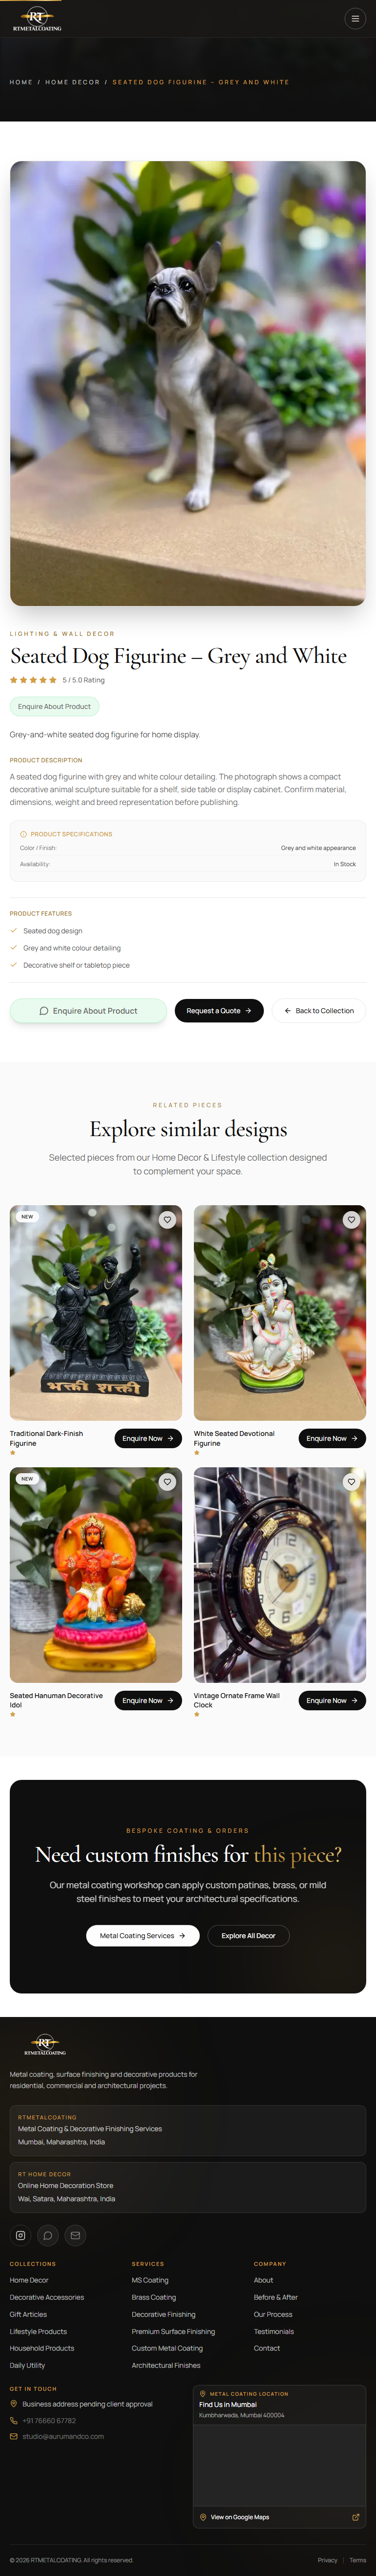 RT
RTMETALCOATING
HOME / HOME DECOR / SEATED DOG FIGURINE – GREY AND WHITE
LIGHTING & WALL DECOR
Seated Dog Figurine – Grey and White
5 / 5.0 Rating
Enquire About Product
Grey-and-white seated dog figurine for home display.
PRODUCT DESCRIPTION
A seated dog figurine with grey and white colour detailing. The photograph shows a compact
decorative animal sculpture suitable for a shelf, side table or display cabinet. Confirm material,
dimensions, weight and breed representation before publishing.
PRODUCT SPECIFICATIONS
Color / Finish: Grey and white appearance
Availability: In Stock
PRODUCT FEATURES
Seated dog design
Grey and white colour detailing
Decorative shelf or tabletop piece
Enquire About Product
Request a Quote
Back to Collection
RELATED PIECES
Explore similar designs
Selected pieces from our Home Decor & Lifestyle collection designed
to complement your space.
NEW
भक्ती शक्ती
Traditional Dark-Finish
Figurine
Enquire Now
White Seated Devotional
Figurine
Enquire Now
NEW
Seated Hanuman Decorative
Idol
Enquire Now
Vintage Ornate Frame Wall
Clock
Enquire Now
BESPOKE COATING & ORDERS
Need custom finishes for this piece?
Our metal coating workshop can apply custom patinas, brass, or mild
steel finishes to meet your architectural specifications.
Metal Coating Services
Explore All Decor
RT
RTMETALCOATING
Metal coating, surface finishing and decorative products for
residential, commercial and architectural projects.
RTMETALCOATING
Metal Coating & Decorative Finishing Services
Mumbai, Maharashtra, India
RT HOME DECOR
Online Home Decoration Store
Wai, Satara, Maharashtra, India
COLLECTIONS
Home Decor
Decorative Accessories
Gift Articles
Lifestyle Products
Household Products
Daily Utility
SERVICES
MS Coating
Brass Coating
Decorative Finishing
Premium Surface Finishing
Custom Metal Coating
Architectural Finishes
COMPANY
About
Before & After
Our Process
Testimonials
Contact
GET IN TOUCH
Business address pending client approval
+91 76660 67782
studio@aurumandco.com
METAL COATING LOCATION
Find Us in Mumbai
Kumbharwada, Mumbai 400004
View on Google Maps
© 2026 RTMETALCOATING. All rights reserved.
Privacy | Terms